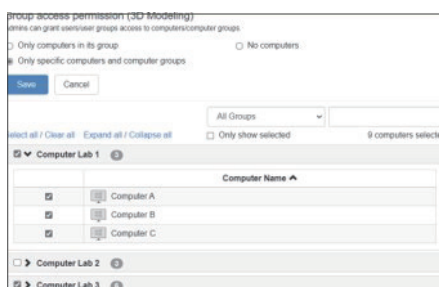 Group access permission (3D Modeling)
Admins can grant users/user groups access to computers/computer groups.
Only computers in its group No computers
Only specific computers and computer groups
Save Cancel
All Groups
Select all / Clear all Expand all / Collapse all Only show selected 9 computers selected
Computer Lab 1 3
Computer Name
Computer A
Computer B
Computer C
Computer Lab 2
Computer Lab 3